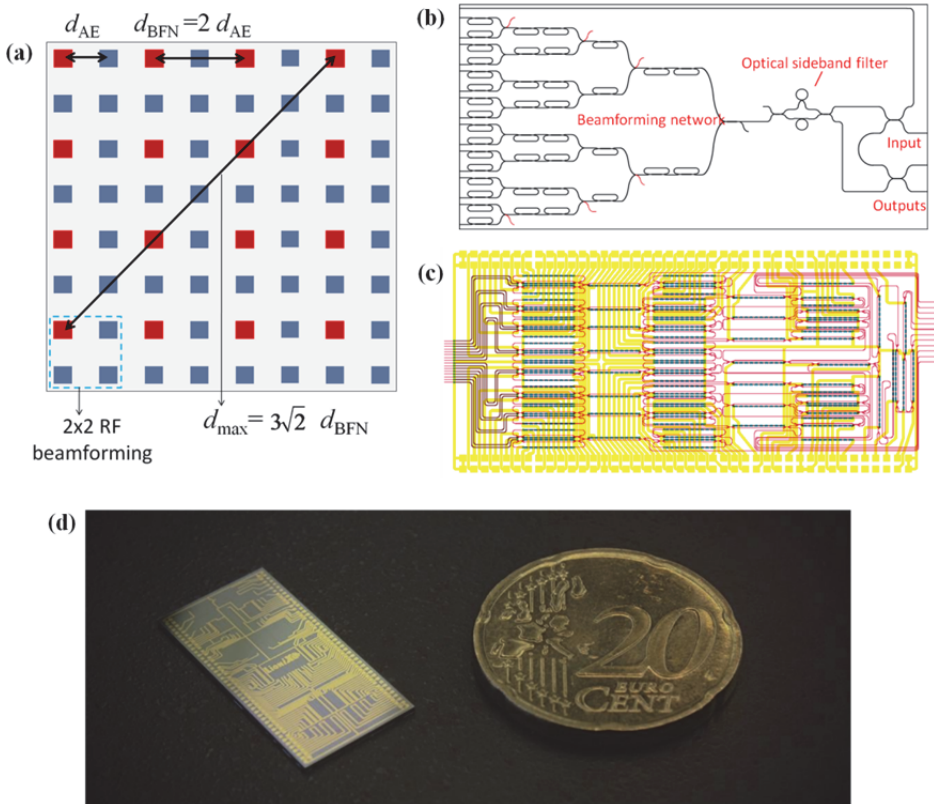 (a)
d_AE
d_BFN = 2 d_AE
2x2 RF
beamforming
d_max = 3√2 d_BFN
(b)
Optical sideband filter
Beamforming network
Input
Outputs
(c)
(d)
20
EURO
CENT